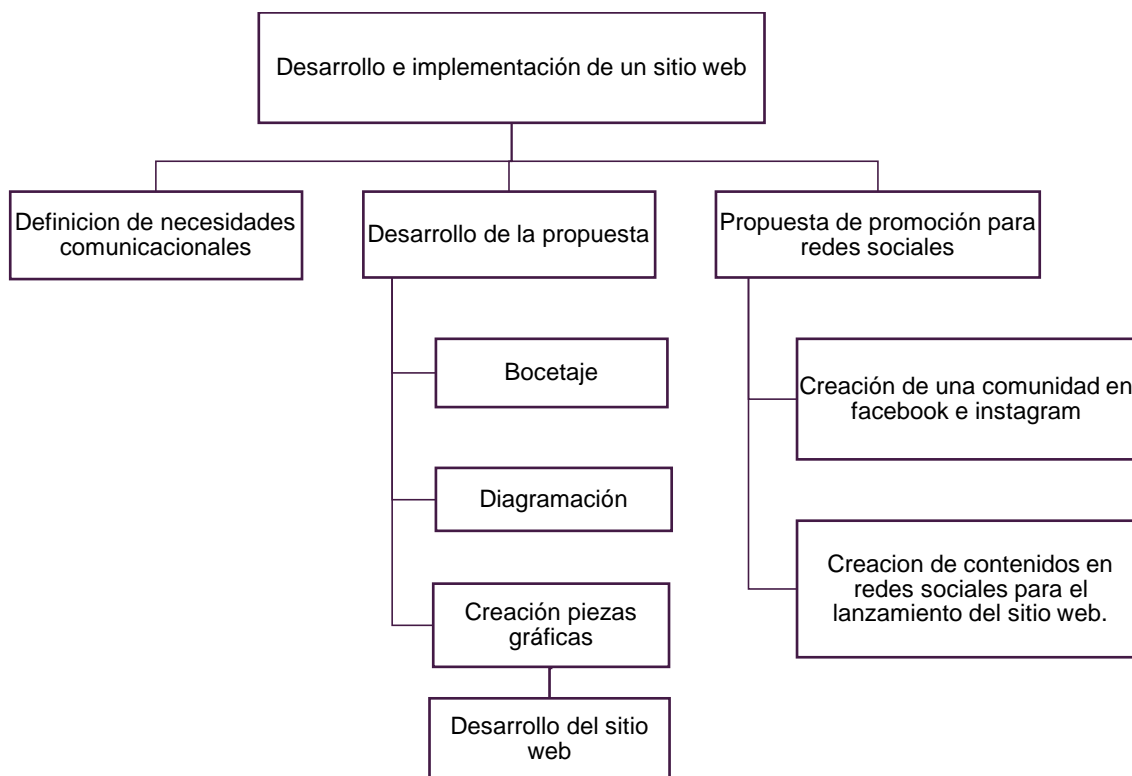 Desarrollo e implementación de un sitio web
Definicion de necesidades
comunicacionales
Desarrollo de la propuesta
Propuesta de promoción para
redes sociales
Bocetaje
Diagramación
Creación piezas
gráficas
Desarrollo del sitio
web
Creación de una comunidad en
facebook e instagram
Creacion de contenidos en
redes sociales para el
lanzamiento del sitio web.